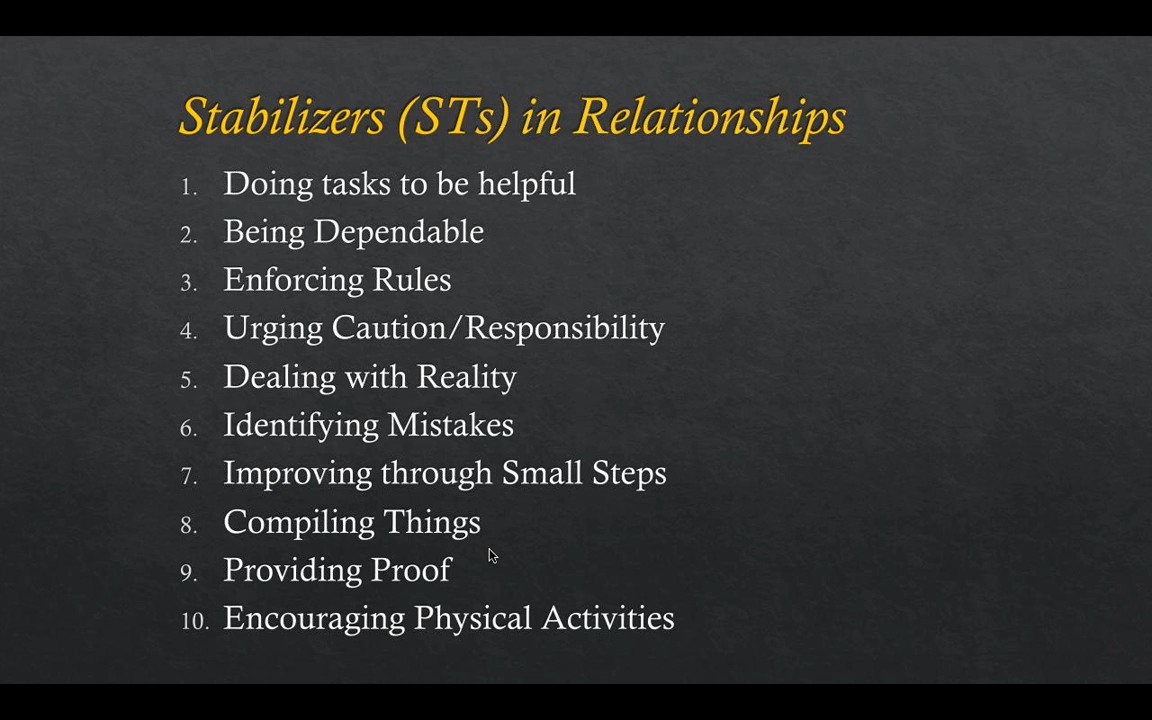 Stabilizers (STs) in Relationships
1. Doing tasks to be helpful
2. Being Dependable
3. Enforcing Rules
4. Urging Caution/Responsibility
5. Dealing with Reality
6. Identifying Mistakes
7. Improving through Small Steps
8. Compiling Things
9. Providing Proof
10. Encouraging Physical Activities